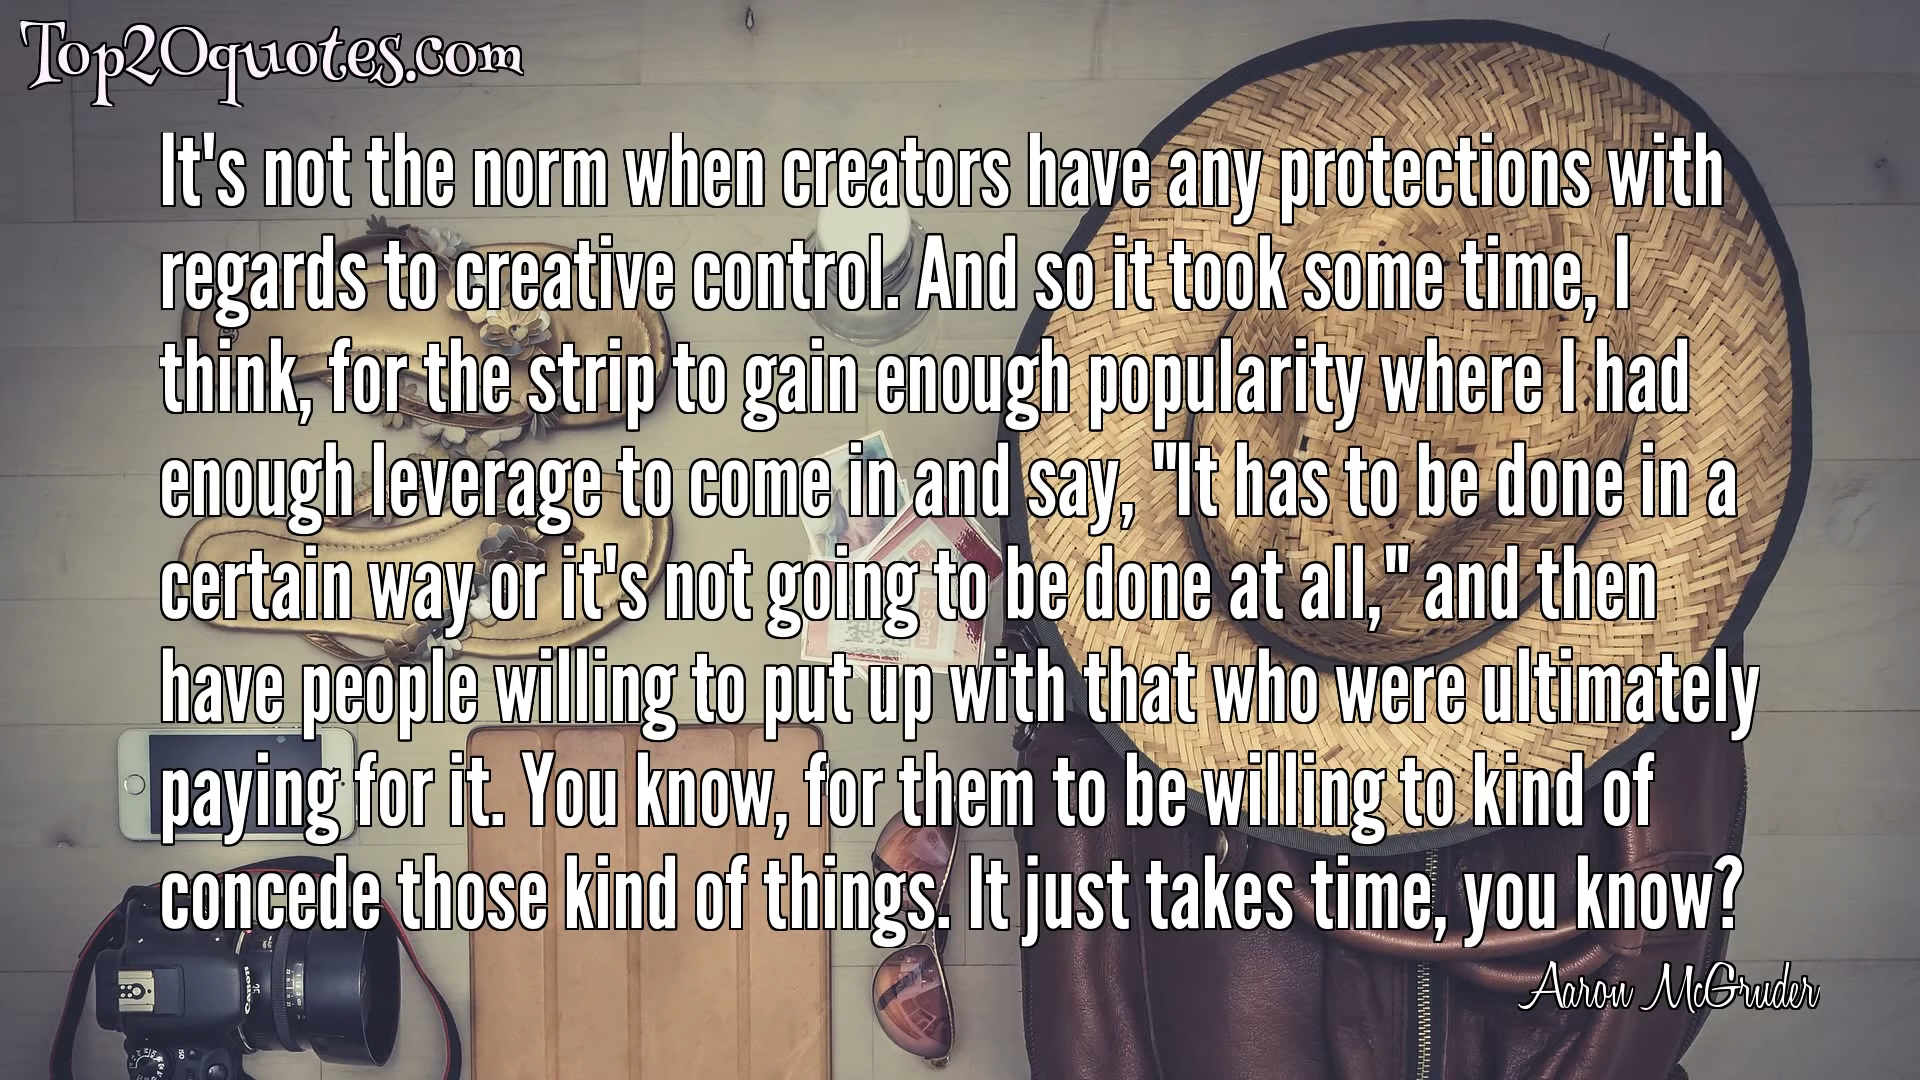 Top20quotes.com
It's not the norm when creators have any protections with
regards to creative control. And so it took some time, I
think, for the strip to gain enough popularity where I had
enough leverage to come in and say, "It has to be done in a
certain way or it's not going to be done at all," and then
have people willing to put up with that who were ultimately
paying for it. You know, for them to be willing to kind of
concede those kind of things. It just takes time, you know?
Aaron McGruder
Canon